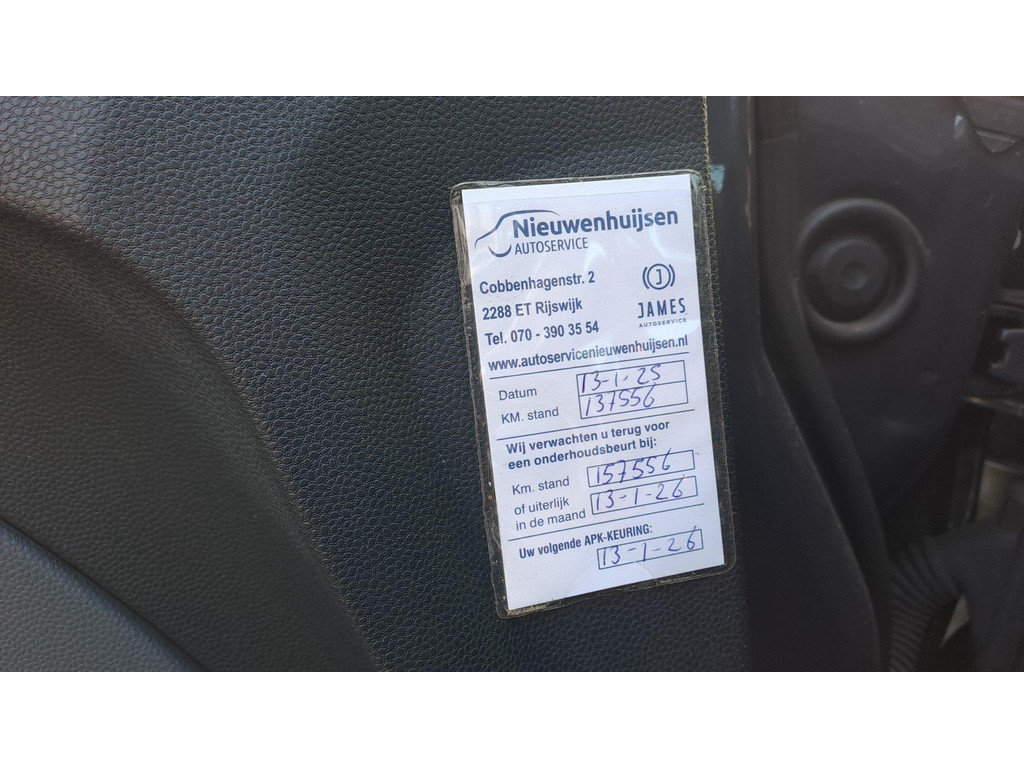 Nieuwenhuijsen
AUTOSERVICE
Cobbenhagenstr. 2
2288 ET Rijswijk
Tel. 070 - 390 35 54
J
JAMES
AUTOSERVICE
www.autoservicenieuwenhuijsen.nl
Datum 13-1-25
KM. stand 137556
Wij verwachten u terug voor
een onderhoudsbeurt bij:
Km. stand 157556
of uiterlijk
in de maand 13-1-26
Uw volgende APK-KEURING:
13-1-26